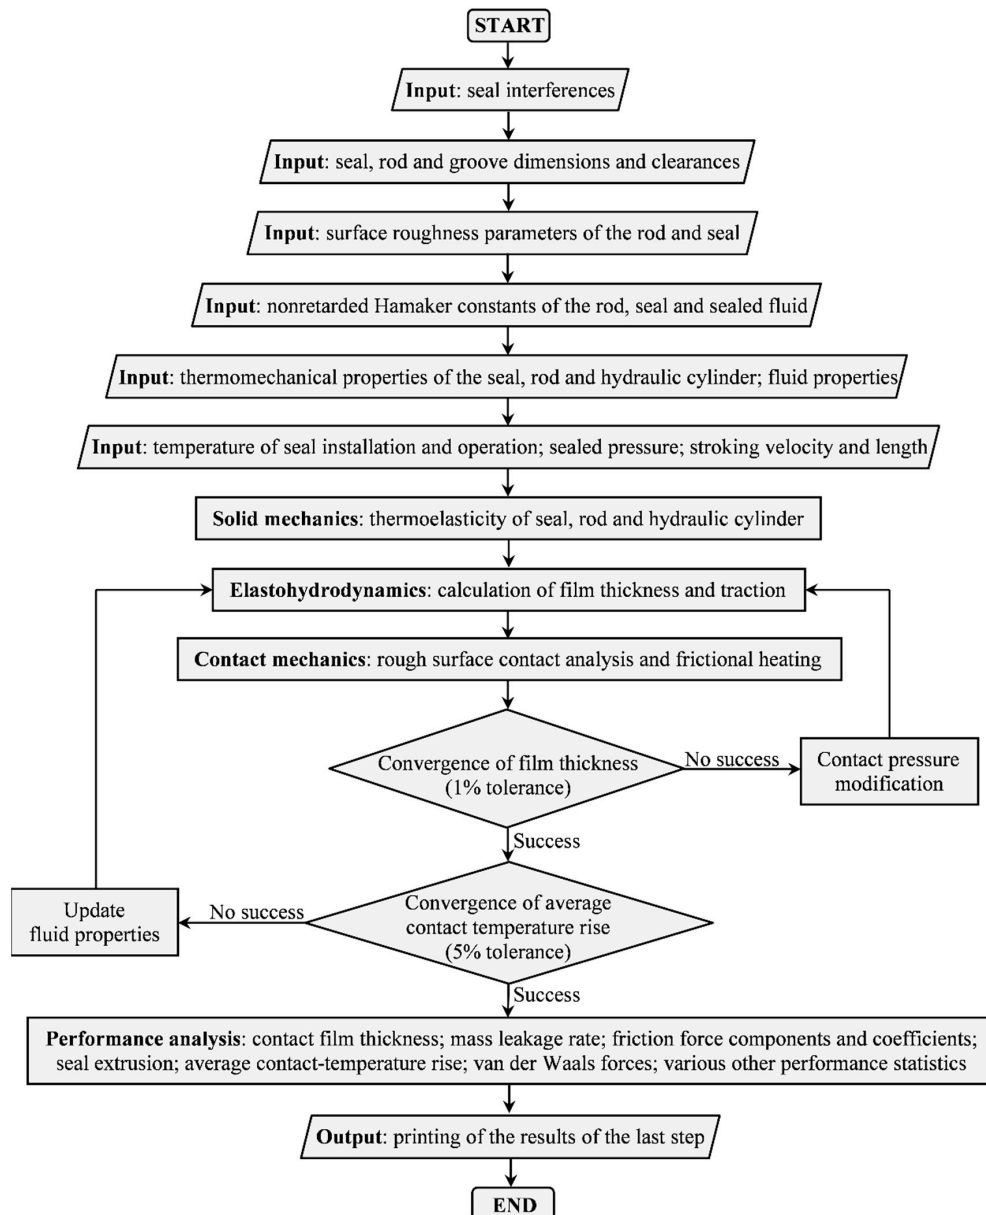 START
Input: seal interferences
Input: seal, rod and groove dimensions and clearances
Input: surface roughness parameters of the rod and seal
Input: nonretarded Hamaker constants of the rod, seal and sealed fluid
Input: thermomechanical properties of the seal, rod and hydraulic cylinder; fluid properties
Input: temperature of seal installation and operation; sealed pressure; stroking velocity and length
Solid mechanics: thermoelasticity of seal, rod and hydraulic cylinder
Elastohydrodynamics: calculation of film thickness and traction
Contact mechanics: rough surface contact analysis and frictional heating
Convergence of film thickness
(1% tolerance)
No success
Contact pressure
modification
Success
Convergence of average
contact temperature rise
(5% tolerance)
No success
Update
fluid properties
Success
Performance analysis: contact film thickness; mass leakage rate; friction force components and coefficients;
seal extrusion; average contact-temperature rise; van der Waals forces; various other performance statistics
Output: printing of the results of the last step
END